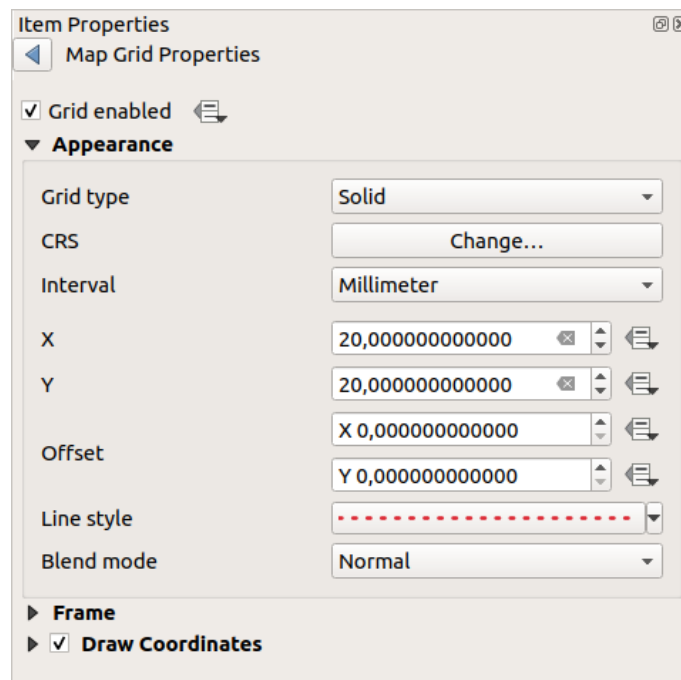 Item Properties
Map Grid Properties
Grid enabled
Appearance
Grid type Solid
CRS Change...
Interval Millimeter
X 20,000000000000
Y 20,000000000000
Offset X 0,000000000000
Y 0,000000000000
Line style
Blend mode Normal
Frame
Draw Coordinates